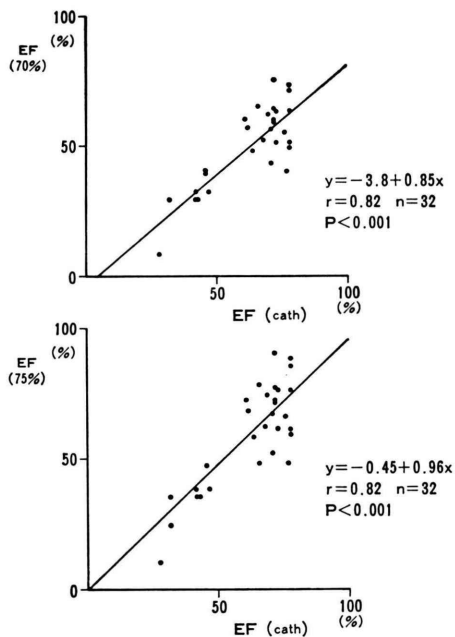 EF
(70%)
(%)
100
50
0
y=−3.8+0.85x
r=0.82 n=32
P<0.001
50
100
EF (cath)
(%)
EF
(75%)
(%)
100
50
0
y=−0.45+0.96x
r=0.82 n=32
P<0.001
50
100
EF (cath)
(%)